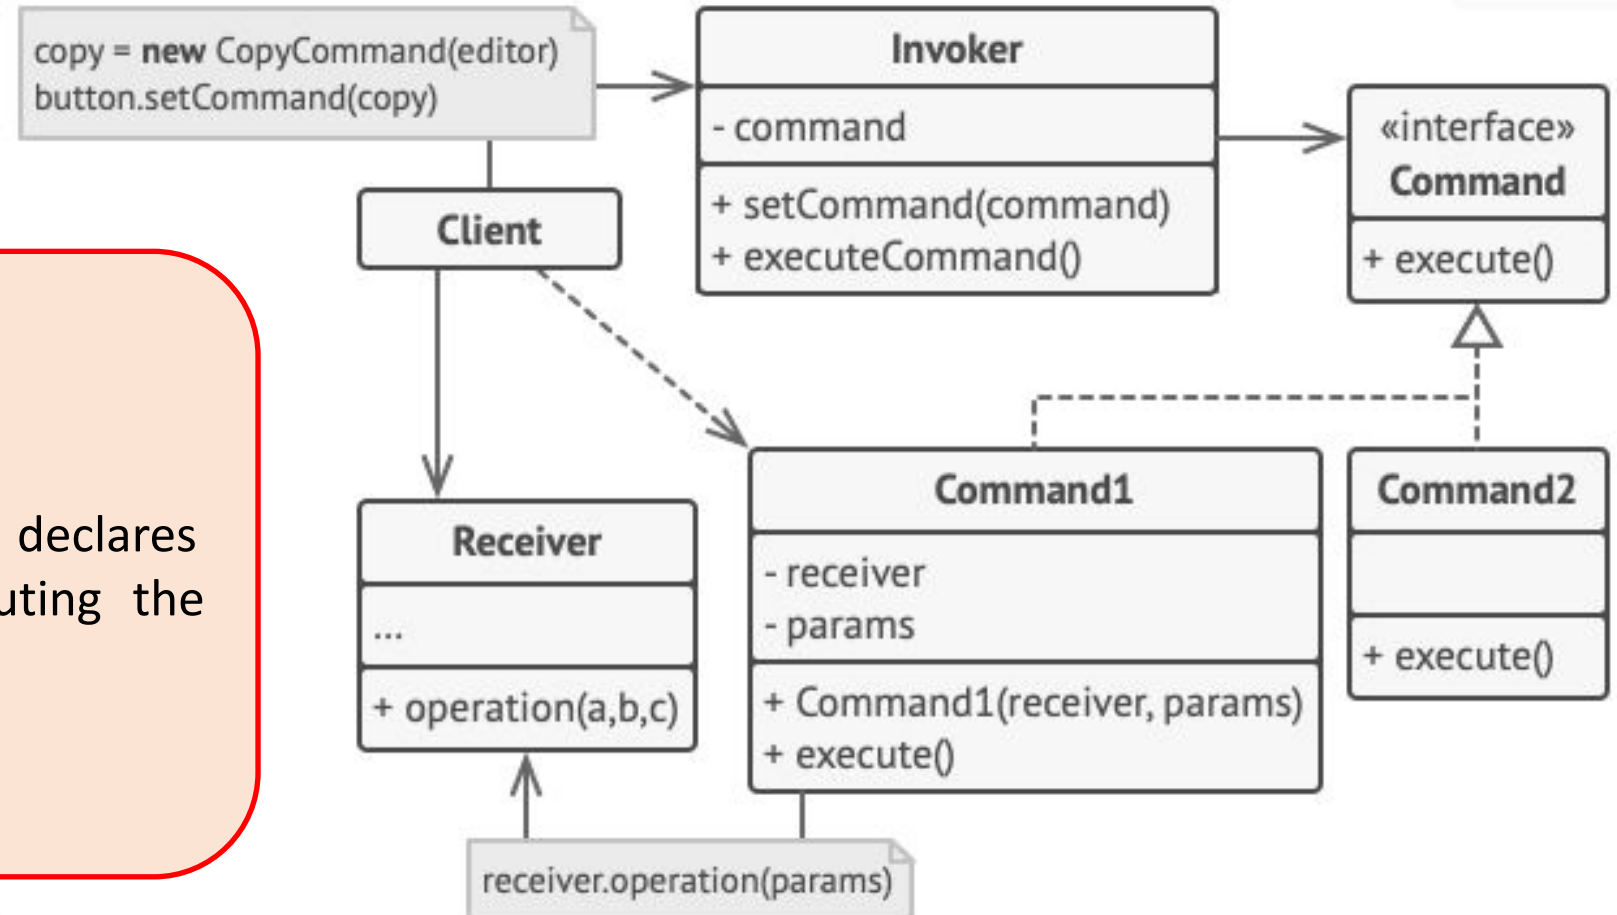 copy = new CopyCommand(editor)
button.setCommand(copy)
Invoker
- command
+ setCommand(command)
+ executeCommand()
«interface»
Command
+ execute()
Client
declares
the
Receiver
...
+ operation(a,b,c)
Command1
- receiver
- params
+ Command1(receiver, params)
+ execute()
Command2
+ execute()
receiver.operation(params)